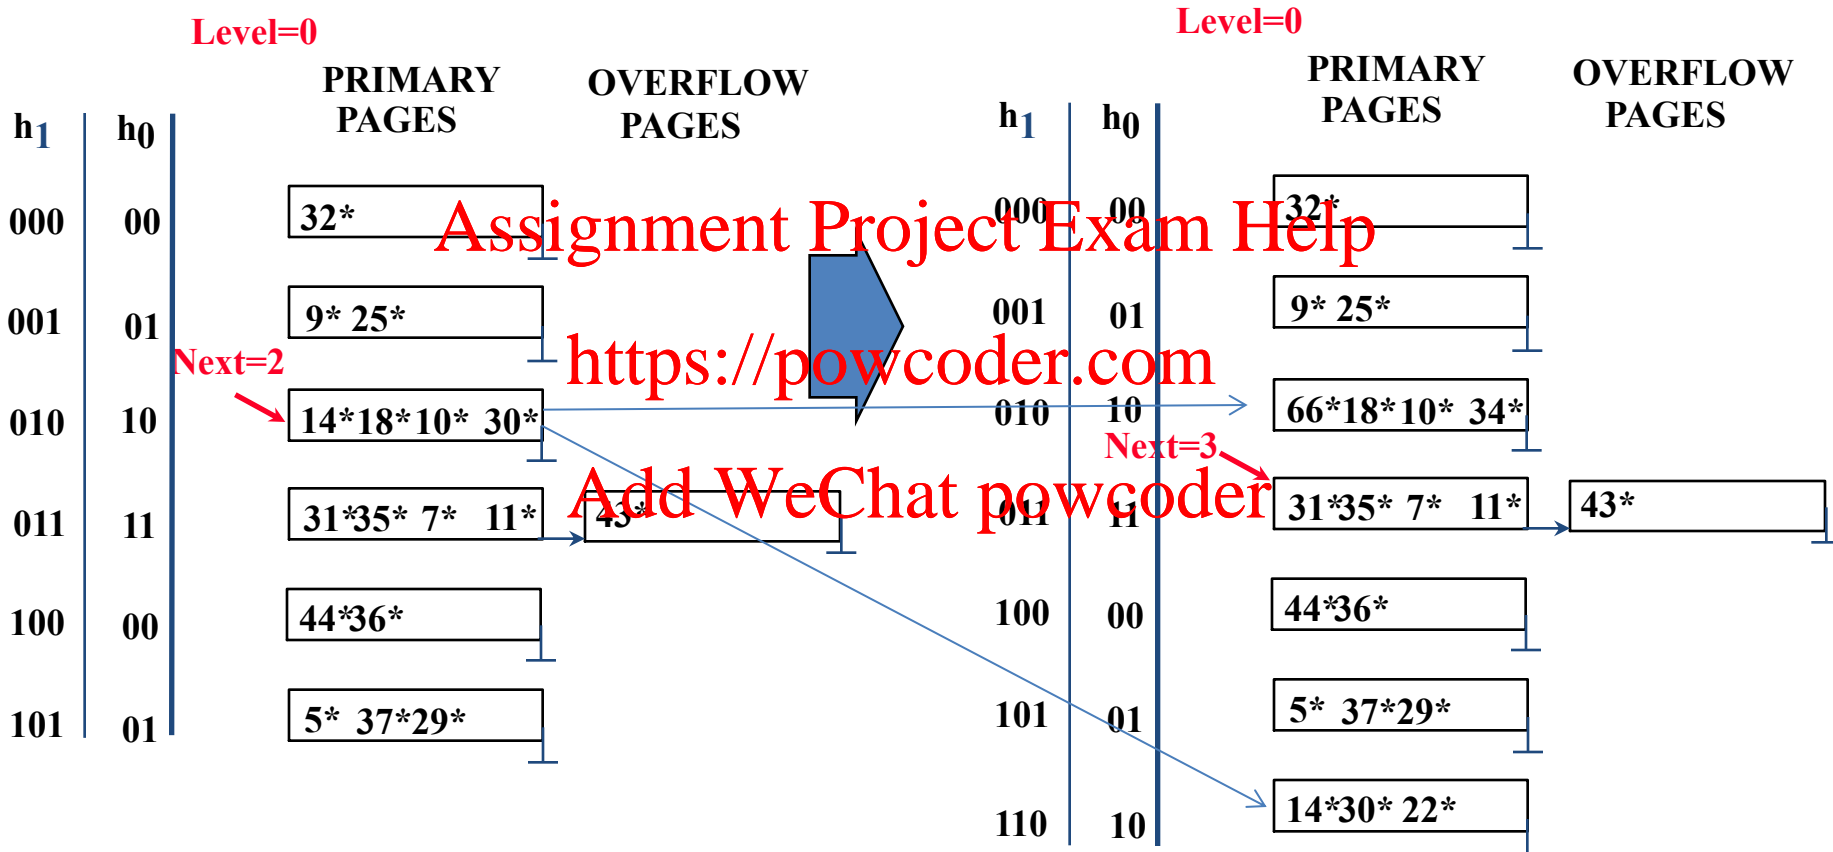 Level=0
PRIMARY PAGES
OVERFLOW PAGES
h1 h0
000 00 32*
001 01 9* 25*
Next=2
010 10 14*18*10* 30*
011 11 31*35* 7* 11* 43*
100 00 44*36*
101 01 5* 37*29*
Level=0
PRIMARY PAGES
OVERFLOW PAGES
h1 h0
000 00 32*
001 01 9* 25*
010 10 66*18*10* 34*
Next=3
011 11 31*35* 7* 11* 43*
100 00 44*36*
101 01 5* 37*29*
110 10 14*30* 22*
Assignment Project Exam Help
https://powcoder.com
Add WeChat powcoder